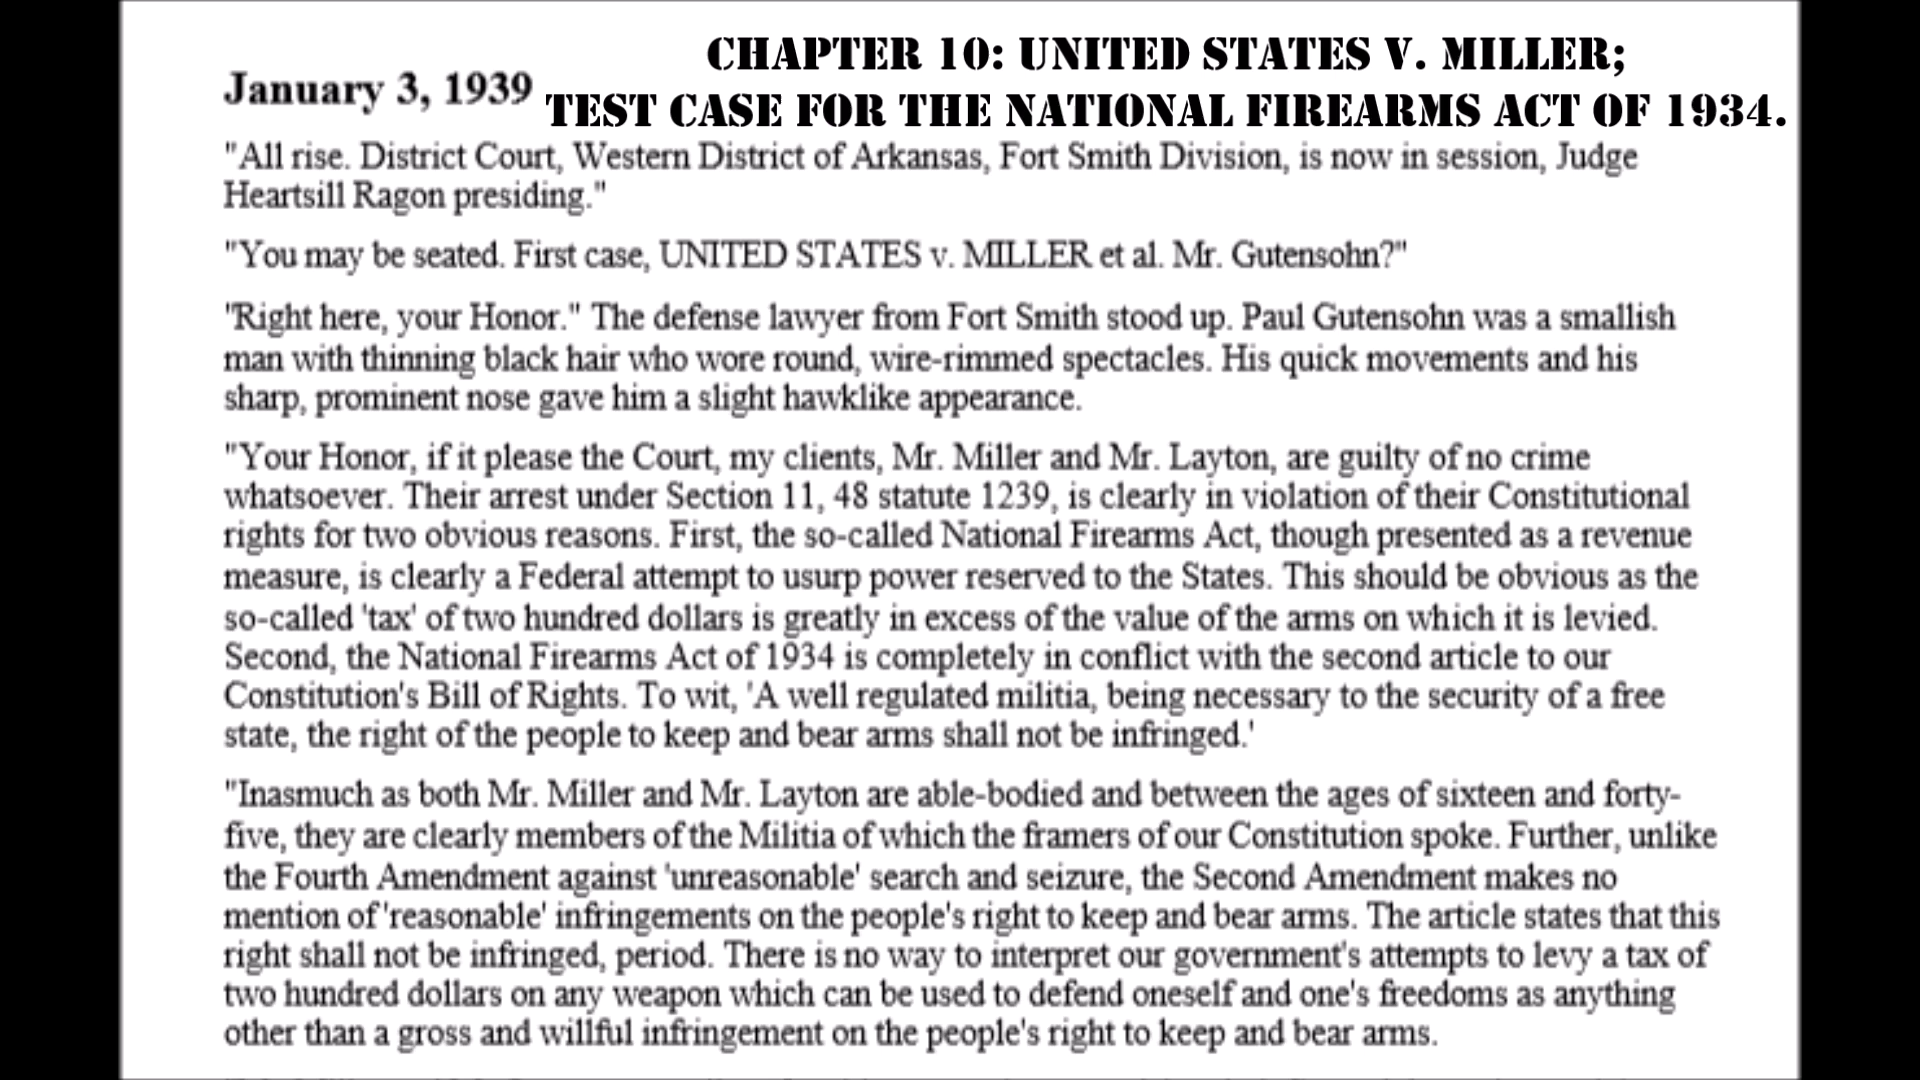 CHAPTER 10: UNITED STATES V. MILLER;
January 3, 1939
TEST CASE FOR THE NATIONAL FIREARMS ACT OF 1934.
"All rise. District Court, Western District of Arkansas, Fort Smith Division, is now in session, Judge
Heartsill Ragon presiding."
"You may be seated. First case, UNITED STATES v. MILLER et al. Mr. Gutensohn?"
"Right here, your Honor." The defense lawyer from Fort Smith stood up. Paul Gutensohn was a smallish
man with thinning black hair who wore round, wire-rimmed spectacles. His quick movements and his
sharp, prominent nose gave him a slight hawklike appearance.
"Your Honor, if it please the Court, my clients, Mr. Miller and Mr. Layton, are guilty of no crime
whatsoever. Their arrest under Section 11, 48 statute 1239, is clearly in violation of their Constitutional
rights for two obvious reasons. First, the so-called National Firearms Act, though presented as a revenue
measure, is clearly a Federal attempt to usurp power reserved to the States. This should be obvious as the
so-called 'tax' of two hundred dollars is greatly in excess of the value of the arms on which it is levied.
Second, the National Firearms Act of 1934 is completely in conflict with the second article to our
Constitution's Bill of Rights. To wit, 'A well regulated militia, being necessary to the security of a free
state, the right of the people to keep and bear arms shall not be infringed.'
"Inasmuch as both Mr. Miller and Mr. Layton are able-bodied and between the ages of sixteen and forty-
five, they are clearly members of the Militia of which the framers of our Constitution spoke. Further, unlike
the Fourth Amendment against 'unreasonable' search and seizure, the Second Amendment makes no
mention of 'reasonable' infringements on the people's right to keep and bear arms. The article states that this
right shall not be infringed, period. There is no way to interpret our government's attempts to levy a tax of
two hundred dollars on any weapon which can be used to defend oneself and one's freedoms as anything
other than a gross and willful infringement on the people's right to keep and bear arms.